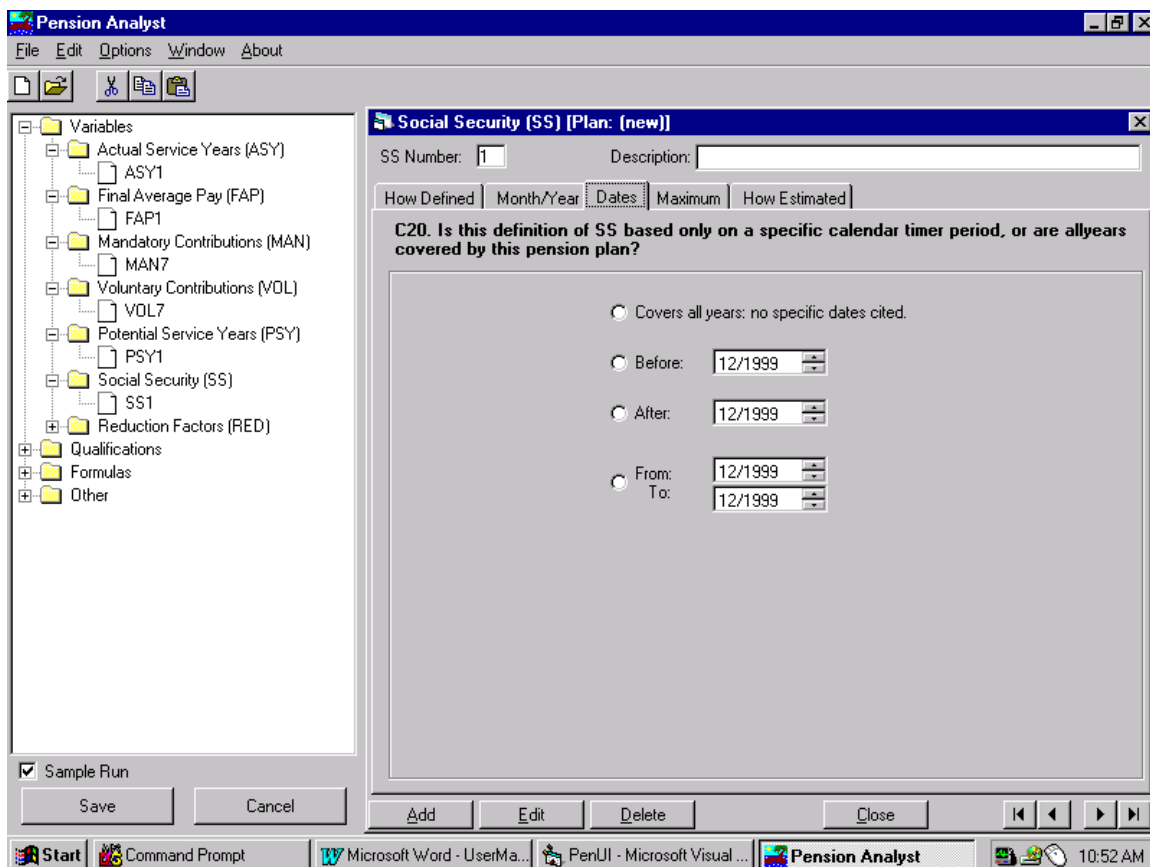 Pension Analyst
File Edit Options Window About
Variables
Actual Service Years (ASY)
ASY1
Final Average Pay (FAP)
FAP1
Mandatory Contributions (MAN)
MAN7
Voluntary Contributions (VOL)
VOL7
Potential Service Years (PSY)
PSY1
Social Security (SS)
SS1
Reduction Factors (RED)
Qualifications
Formulas
Other
Sample Run
Save Cancel
Social Security (SS) [Plan: (new)]
SS Number: 1 Description:
How Defined Month/Year Dates Maximum How Estimated
C20. Is this definition of SS based only on a specific calendar timer period, or are allyears
covered by this pension plan?
Covers all years: no specific dates cited.
Before: 12/1999
After: 12/1999
From: 12/1999
To: 12/1999
Add Edit Delete Close
Start Command Prompt Microsoft Word - UserMa... PenUI - Microsoft Visual ... Pension Analyst 10:52 AM